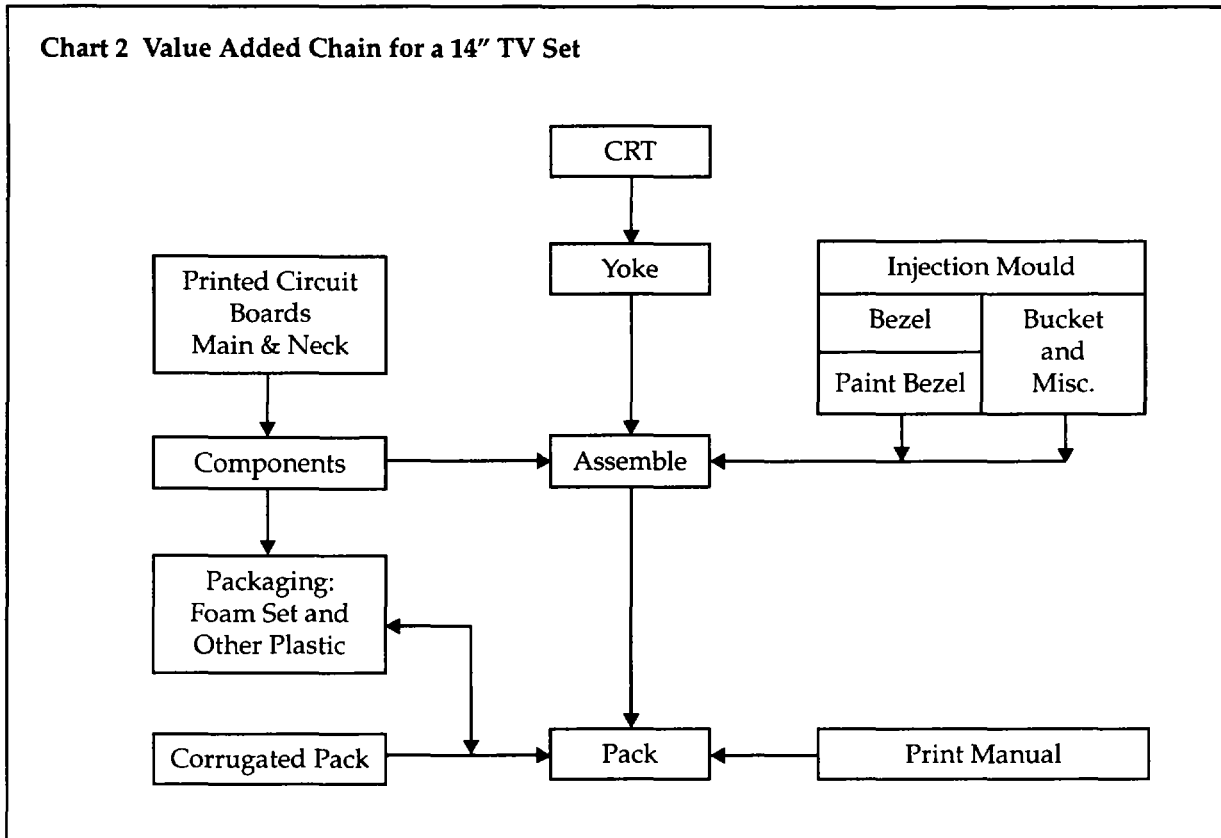 Chart 2 Value Added Chain for a 14" TV Set
CRT
Yoke
Printed Circuit
Boards
Main & Neck
Injection Mould
Bezel
Paint Bezel
Bucket
and
Misc.
Components
Assemble
Packaging:
Foam Set and
Other Plastic
Corrugated Pack
Pack
Print Manual